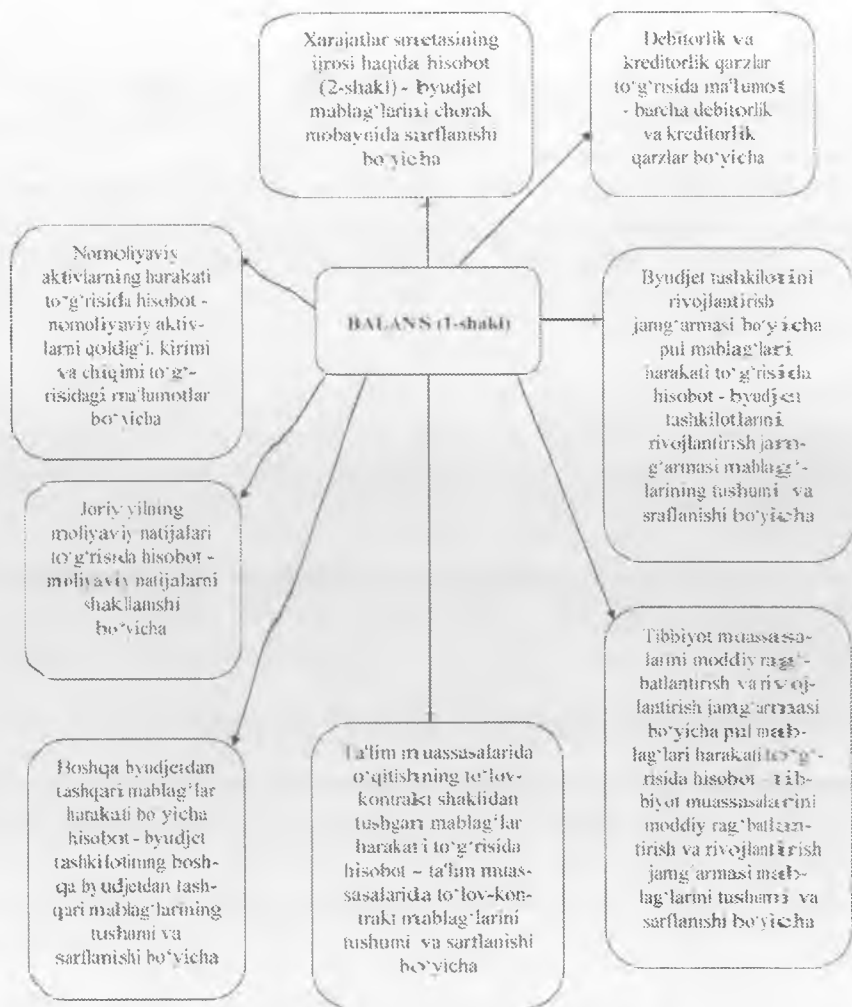 Xarajatlar smetasining
ijrosi haqida hisobot
(2-shakl) - byudjet
mablag‘larini chorak
mobaynida sarflanishi
bo‘yicha
Debitorlik va
kreditorlik qarzlar
to‘g‘risida ma'lumot
- barcha debitorlik
va kreditorlik
qarzlar bo‘yicha
Nomoliyaviy
aktivlarning harakati
to‘g‘risida hisobot -
nomoliyaviy aktiv-
larni qoldig‘i, kirimi
va chiqimi to‘g‘-
risidagi ma'lumotlar
bo‘yicha
BALANS (1-shakl)
Byudjet tashkilotini
rivojlantirish
jamg‘armasi bo‘yicha
pul mablag‘lari
harakati to‘g‘risida
hisobot - byudjet
tashkilotlarini
rivojlantirish jam-
g‘armasi mablag‘-
larining tushumi va
sraflanishi bo‘yicha
Joriy yilning
moliyaviy natijalari
to‘g‘risida hisobot -
moliyaviy natijalarni
shakllanishi
bo‘yicha
Tibbiyot muassasa-
larini moddiy rag‘-
batlantirish va rivoj-
lantirish jamg‘armasi
bo‘yicha pul mab-
lag‘lari harakati to‘g‘-
risida hisobot - tib-
biyot muassasalarini
moddiy rag‘batlan-
tirish va rivojlantirish
jamg‘armasi mab-
lag‘larini tushumi va
sarflanishi bo‘yicha
Boshqa byudjetdan
tashqari mablag‘lar
harakati bo‘yicha
hisobot - byudjet
tashkilotining bosh-
qa byudjetdan tash-
qari mablag‘larining
tushumi va
sarflanishi bo‘yicha
Ta'lim muassasalarida
o‘qitishning to‘lov-
kontrakt shaklidan
tushgan mablag‘lar
harakati to‘g‘risida
hisobot - ta'lim muas-
sasalarida to‘lov-kon-
trakt mablag‘larini
tushumi va sarflanishi
bo‘yicha